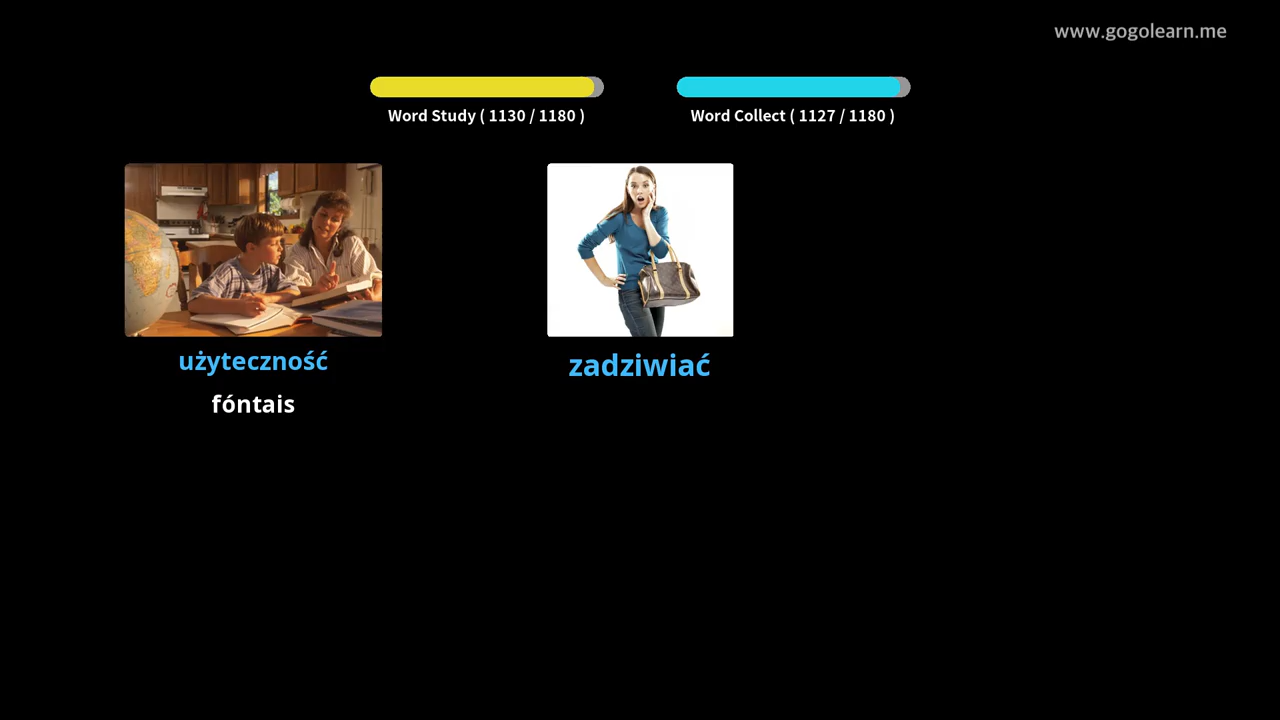 www.gogolearn.me
Word Study ( 1130 / 1180 )
Word Collect ( 1127 / 1180 )
użyteczność
fóntais
zadziwiać